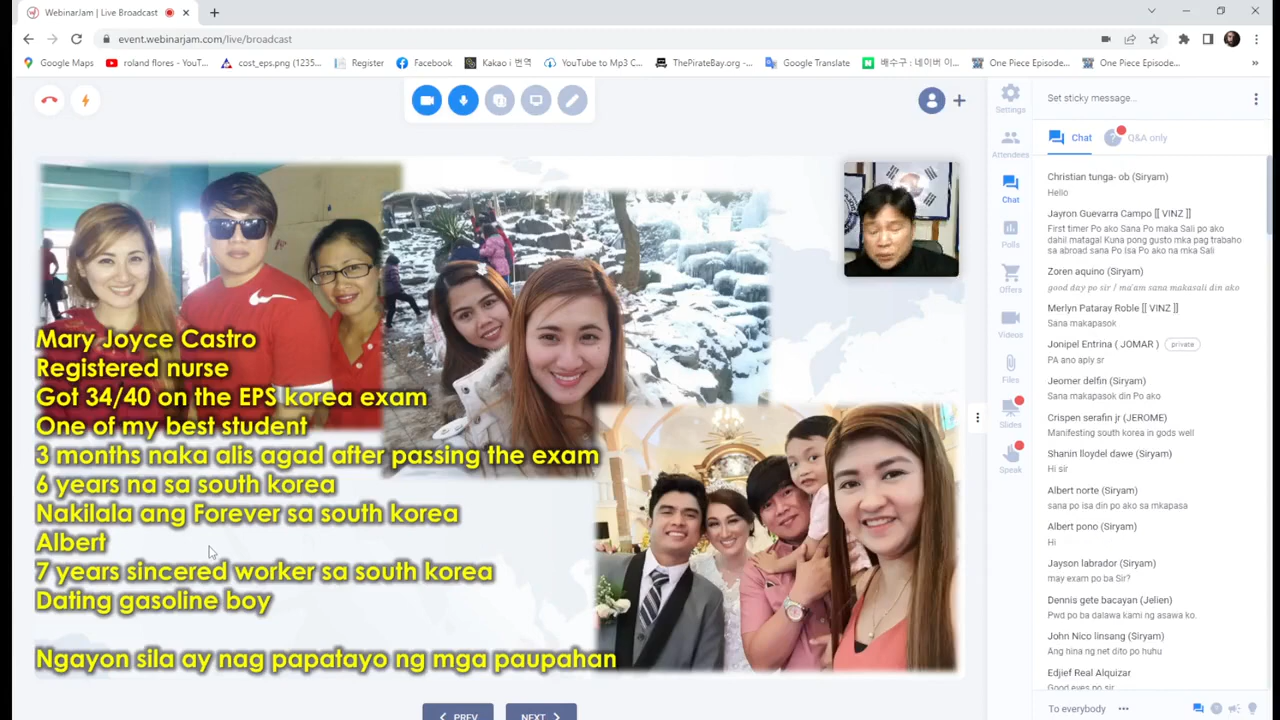 WebinarJam | Live Broadcast
event.webinarjam.com/live/broadcast
Google Maps
roland flores - YouT...
cost_eps.png (1235...
Register
Facebook
Kakao i 번역
YouTube to Mp3 C...
ThePirateBay.org -...
Google Translate
배수구 : 네이버 이...
One Piece Episode...
One Piece Episode...
Mary Joyce Castro
Registered nurse
Got 34/40 on the EPS korea exam
One of my best student
3 months naka alis agad after passing the exam
6 years na sa south korea
Nakilala ang Forever sa south korea
Albert
7 years sincered worker sa south korea
Dating gasoline boy
Ngayon sila ay nag papatayo ng mga paupahan
PREV
NEXT
Settings
Attendees
Chat
Polls
Offers
Videos
Files
Slides
Speak
Set sticky message...
Chat
Q&A only
Christian tunga- ob (Siryam)
Hello
Jayron Guevarra Campo [[ VINZ ]]
First timer Po ako Sana Po maka Sali po ako
dahil matagal Kuna pong gusto mka pag trabaho
sa abroad sana Po isa Po ako na mka Sali
Zoren aquino (Siryam)
good day po sir / ma'am sana makasali din ako
Merlyn Pataray Roble [[ VINZ ]]
Sana makapasok
Jonipel Entrina ( JOMAR ) private
PA ano aply sr
Jeomer delfin (Siryam)
Sana makapasok din Po ako
Crispen serafin jr (JEROME)
Manifesting south korea in gods well
Shanin lloydel dawe (Siryam)
Hi sir
Albert norte (Siryam)
sana po isa din po ako sa mkapasa
Albert pono (Siryam)
Hi
Jayson labrador (Siryam)
may exam po ba Sir?
Dennis gete bacayan (Jelien)
Pwd po ba dalawa kami ng asawa ko.
John Nico linsang (Siryam)
Ang hina ng net dito po huhu
Edjief Real Alquizar
Good eyes po sir
To everybody